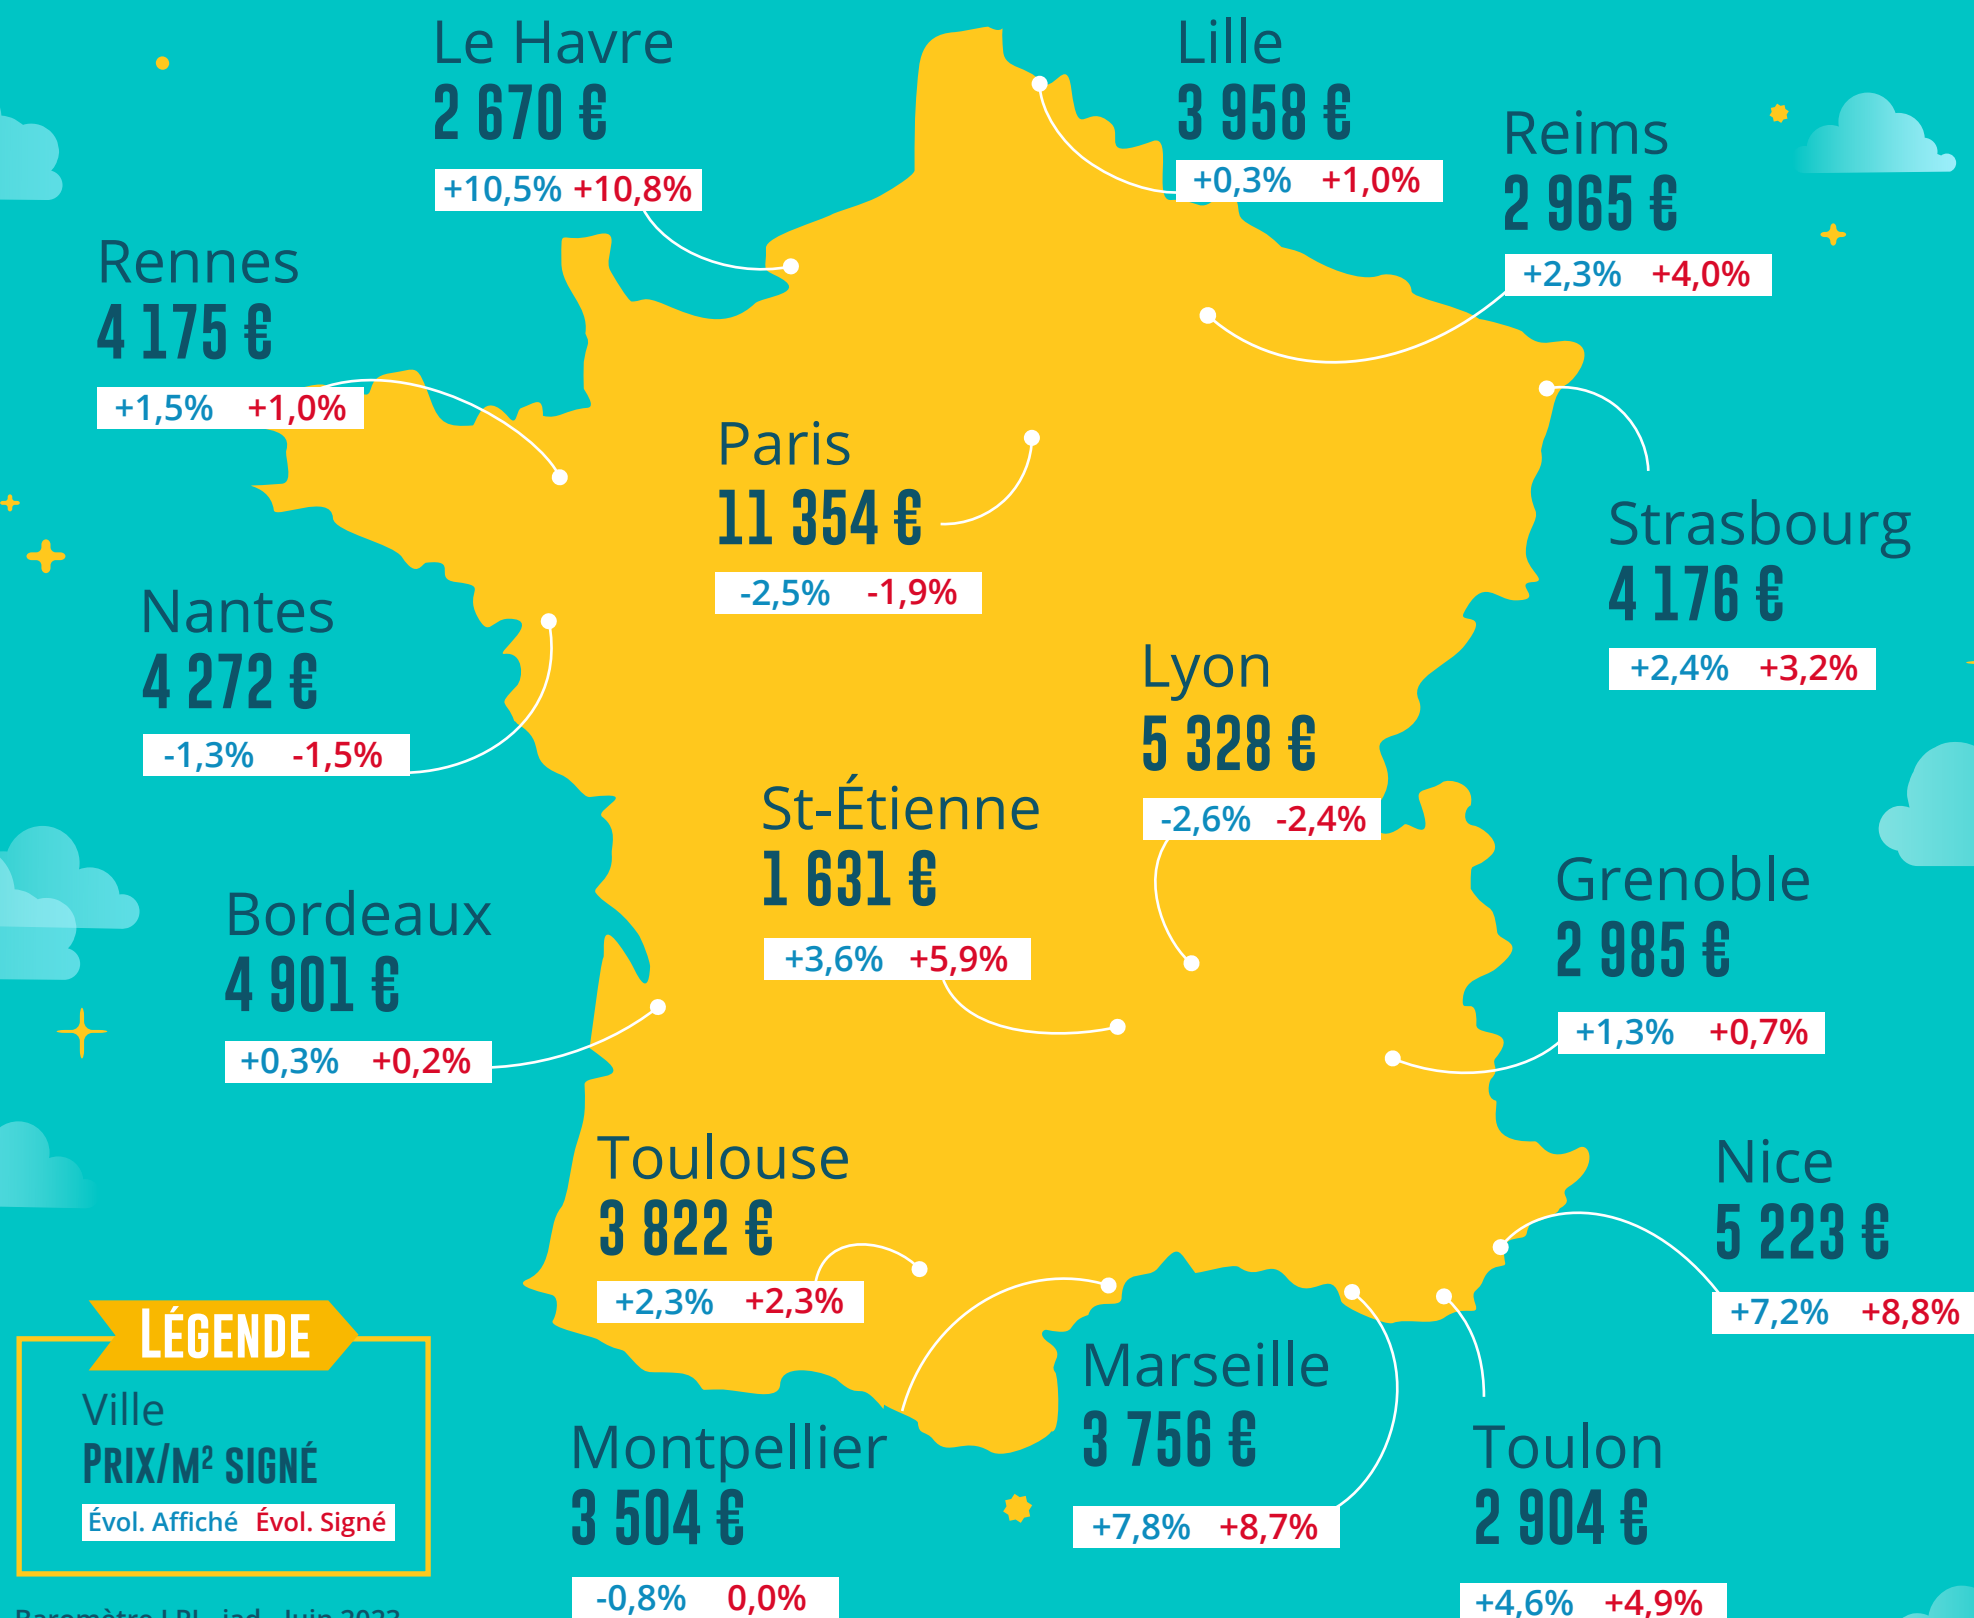 Le Havre
2 670 €
+10,5% +10,8%
Lille
3 958 €
+0,3% +1,0%
Reims
2 965 €
+2,3% +4,0%
Rennes
4 175 €
+1,5% +1,0%
Paris
11 354 €
-2,5% -1,9%
Strasbourg
4 176 €
+2,4% +3,2%
Nantes
4 272 €
-1,3% -1,5%
Lyon
5 328 €
-2,6% -2,4%
St-Étienne
1 631 €
+3,6% +5,9%
Bordeaux
4 901 €
+0,3% +0,2%
Grenoble
2 985 €
+1,3% +0,7%
Toulouse
3 822 €
+2,3% +2,3%
Nice
5 223 €
+7,2% +8,8%
Marseille
3 756 €
+7,8% +8,7%
Montpellier
3 504 €
-0,8% 0,0%
Toulon
2 904 €
+4,6% +4,9%
LÉGENDE
Ville
PRIX/M² SIGNÉ
Évol. Affiché Évol. Signé
Baromètre LPI - iad - Juin 2023